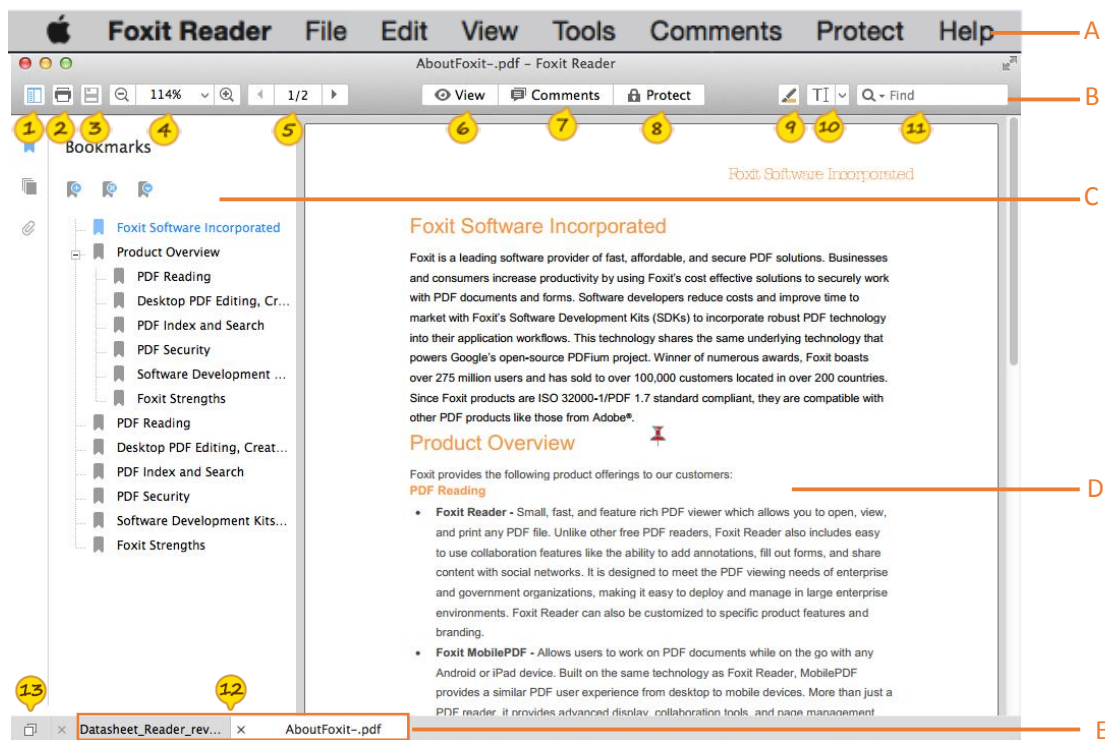 Foxit Reader File Edit View Tools Comments Protect Help
A
AboutFoxit-.pdf – Foxit Reader
114% 1/2 View Comments Protect TI Find
B
1 2 3 4 5 6 7 8 9 10 11
Bookmarks
C
Foxit Software Incorporated
Product Overview
PDF Reading
Desktop PDF Editing, Cr...
PDF Index and Search
PDF Security
Software Development ...
Foxit Strengths
PDF Reading
Desktop PDF Editing, Creat...
PDF Index and Search
PDF Security
Software Development Kits...
Foxit Strengths
Foxit Software Incorporated
Foxit Software Incorporated
Foxit is a leading software provider of fast, affordable, and secure PDF solutions. Businesses
and consumers increase productivity by using Foxit's cost effective solutions to securely work
with PDF documents and forms. Software developers reduce costs and improve time to
market with Foxit's Software Development Kits (SDKs) to incorporate robust PDF technology
into their application workflows. This technology shares the same underlying technology that
powers Google's open-source PDFium project. Winner of numerous awards, Foxit boasts
over 275 million users and has sold to over 100,000 customers located in over 200 countries.
Since Foxit products are ISO 32000-1/PDF 1.7 standard compliant, they are compatible with
other PDF products like those from Adobe®.
Product Overview
Foxit provides the following product offerings to our customers:
PDF Reading
D
• Foxit Reader - Small, fast, and feature rich PDF viewer which allows you to open, view,
and print any PDF file. Unlike other free PDF readers, Foxit Reader also includes easy
to use collaboration features like the ability to add annotations, fill out forms, and share
content with social networks. It is designed to meet the PDF viewing needs of enterprise
and government organizations, making it easy to deploy and manage in large enterprise
environments. Foxit Reader can also be customized to specific product features and
branding.
• Foxit MobilePDF - Allows users to work on PDF documents while on the go with any
Android or iPad device. Built on the same technology as Foxit Reader, MobilePDF
provides a similar PDF user experience from desktop to mobile devices. More than just a
PDF reader, it provides advanced display, collaboration tools, and page management
13 12
Datasheet_Reader_rev... AboutFoxit-.pdf
E